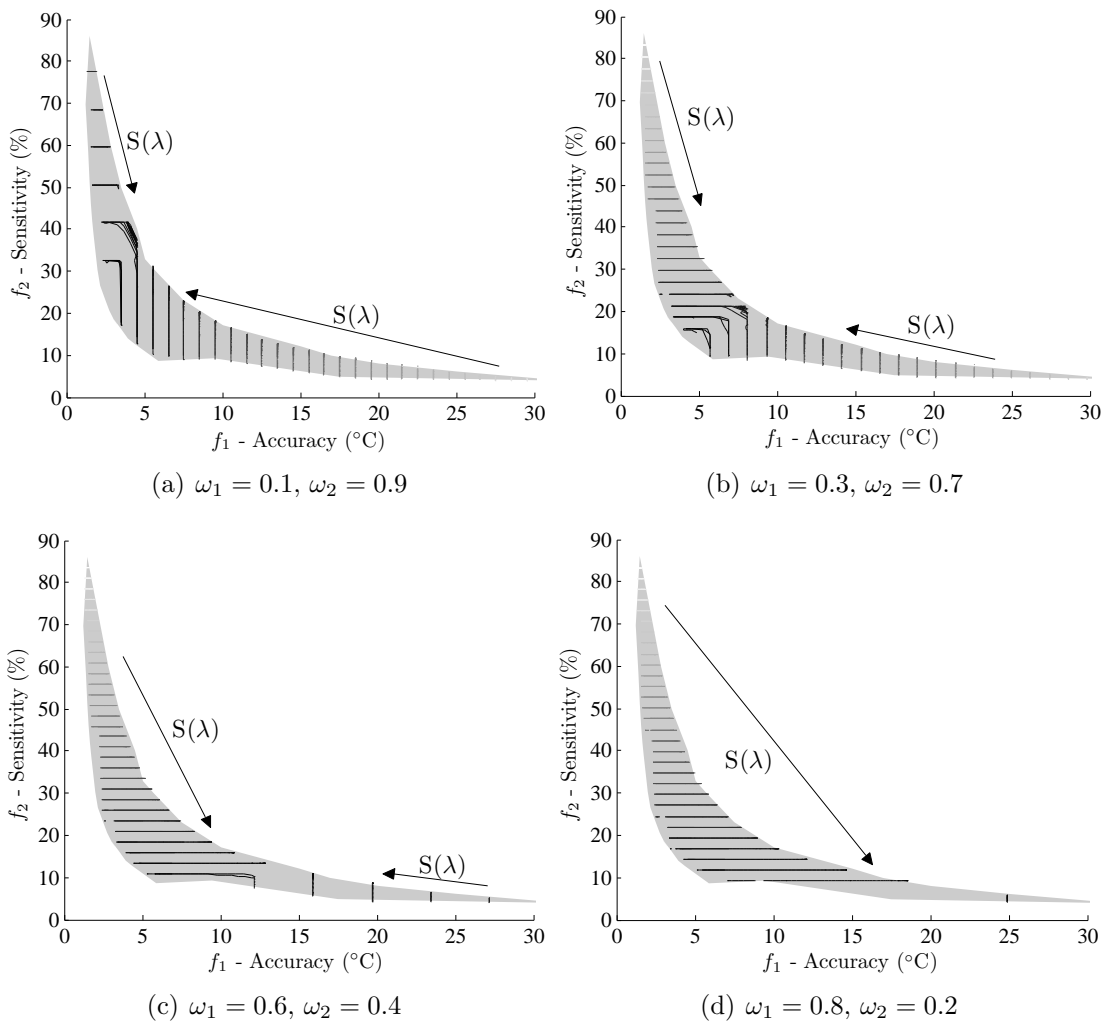 90
80
70
60
50
40
30
20
10
0
f₂ - Sensitivity (%)
S(λ)
S(λ)
0 5 10 15 20 25 30
f₁ - Accuracy (°C)
(a) ω₁ = 0.1, ω₂ = 0.9
90
80
70
60
50
40
30
20
10
0
f₂ - Sensitivity (%)
S(λ)
S(λ)
0 5 10 15 20 25 30
f₁ - Accuracy (°C)
(b) ω₁ = 0.3, ω₂ = 0.7
90
80
70
60
50
40
30
20
10
0
f₂ - Sensitivity (%)
S(λ)
S(λ)
0 5 10 15 20 25 30
f₁ - Accuracy (°C)
(c) ω₁ = 0.6, ω₂ = 0.4
90
80
70
60
50
40
30
20
10
0
f₂ - Sensitivity (%)
S(λ)
0 5 10 15 20 25 30
f₁ - Accuracy (°C)
(d) ω₁ = 0.8, ω₂ = 0.2